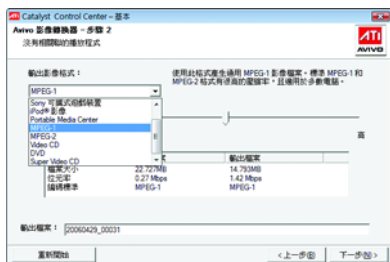 Catalyst Control Center – 基本
Avivo 影像轉換器 – 步驟 2
沒有相關聯的播放程式
ATI
AVIVO
輸出影像格式：
使用此格式產生通用 MPEG-1 影像檔案。標準 MPEG-1 和
MPEG-2 格式有很高的壓縮率，且適用於多數電腦。
MPEG-1
Sony 可攜式遊戲裝置
iPod® 影像
Portable Media Center
MPEG-1
MPEG-2
Video CD
DVD
Super Video CD
高
輸出檔案
檔案大小 22.727MB 14.793MB
位元率 0.27 Mbps 1.42 Mbps
編碼標準 MPEG-1 MPEG-1
輸出檔案： 20060429_00031
重新開始
<上一步(B)
下一步(N)>